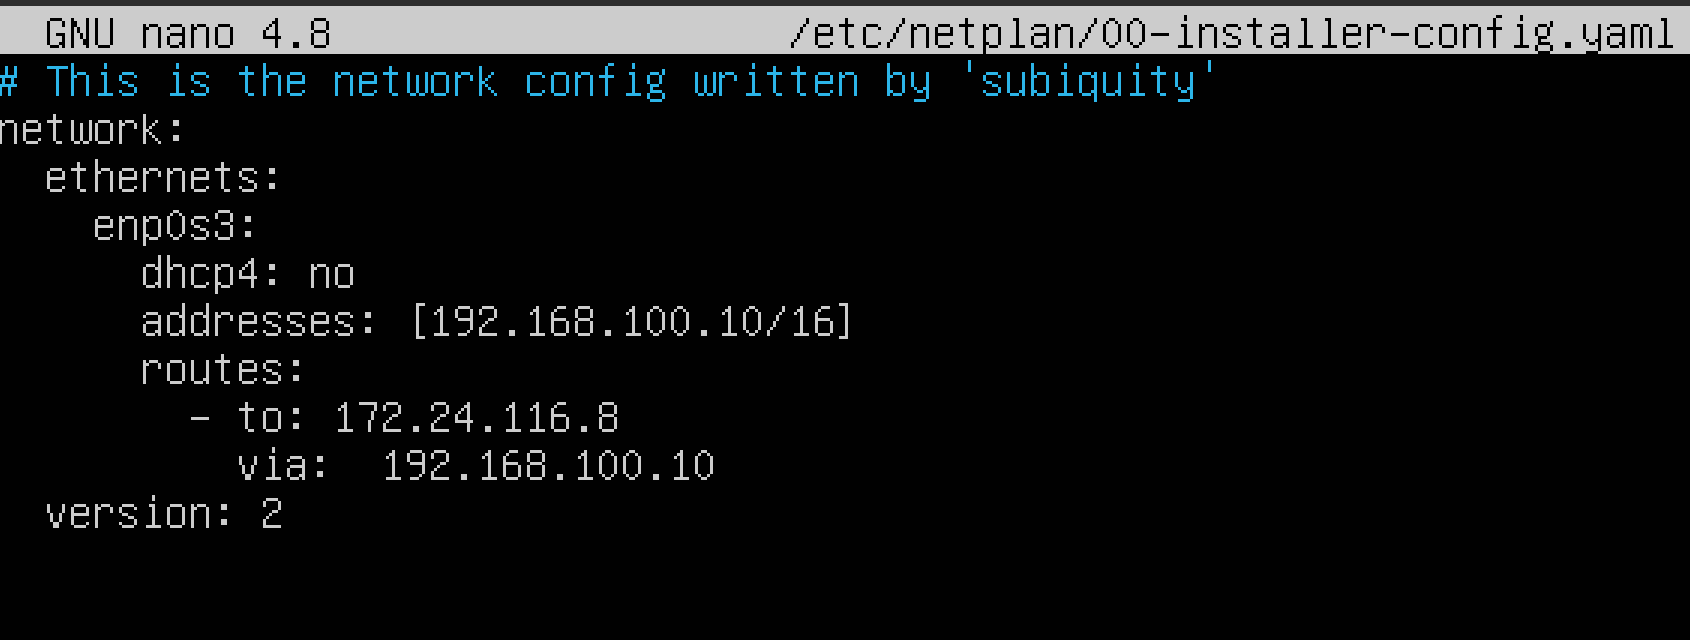 GNU nano 4.8 /etc/netplan/00-installer-config.yaml
# This is the network config written by 'subiquity'
network:
  ethernets:
    enp0s3:
      dhcp4: no
      addresses: [192.168.100.10/16]
      routes:
        - to: 172.24.116.8
          via:  192.168.100.10
  version: 2